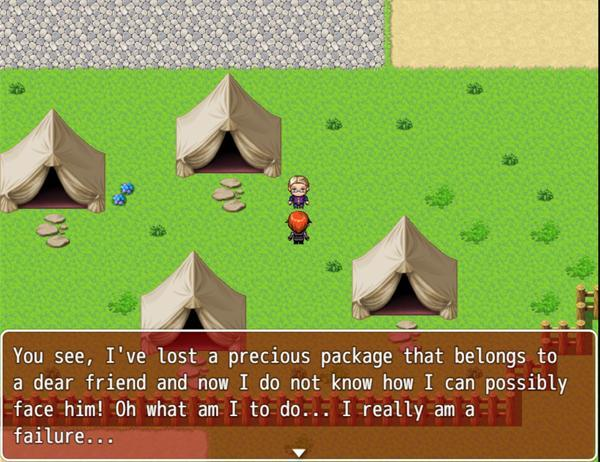 You see, I've lost a precious package that belongs to
a dear friend and now I do not know how I can possibly
face him! Oh what am I to do... I really am a
failure...